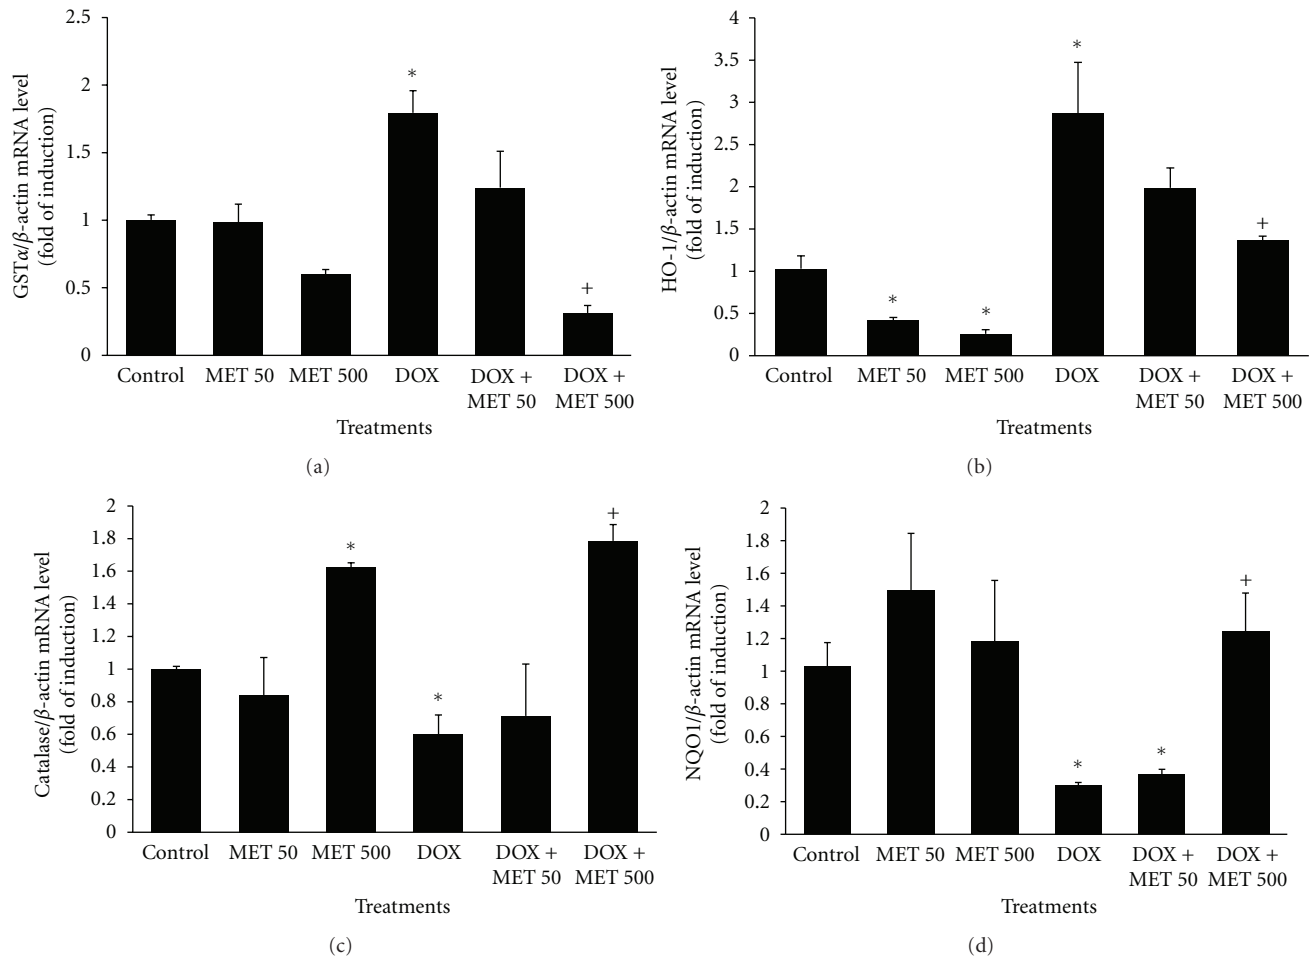 GSTα/β-actin mRNA level
(fold of induction)
2.5
2
1.5
1
0.5
0
*
+
Control
MET 50
MET 500
DOX
DOX +
MET 50
DOX +
MET 500
Treatments
(a)
HO-1/β-actin mRNA level
(fold of induction)
4
3.5
3
2.5
2
1.5
1
0.5
0
*
*
*
+
Control
MET 50
MET 500
DOX
DOX +
MET 50
DOX +
MET 500
Treatments
(b)
Catalase/β-actin mRNA level
(fold of induction)
2
1.8
1.6
1.4
1.2
1
0.8
0.6
0.4
0.2
0
*
*
+
Control
MET 50
MET 500
DOX
DOX +
MET 50
DOX +
MET 500
Treatments
(c)
NQO1/β-actin mRNA level
(fold of induction)
2
1.8
1.6
1.4
1.2
1
0.8
0.6
0.4
0.2
0
*
*
+
Control
MET 50
MET 500
DOX
DOX +
MET 50
DOX +
MET 500
Treatments
(d)